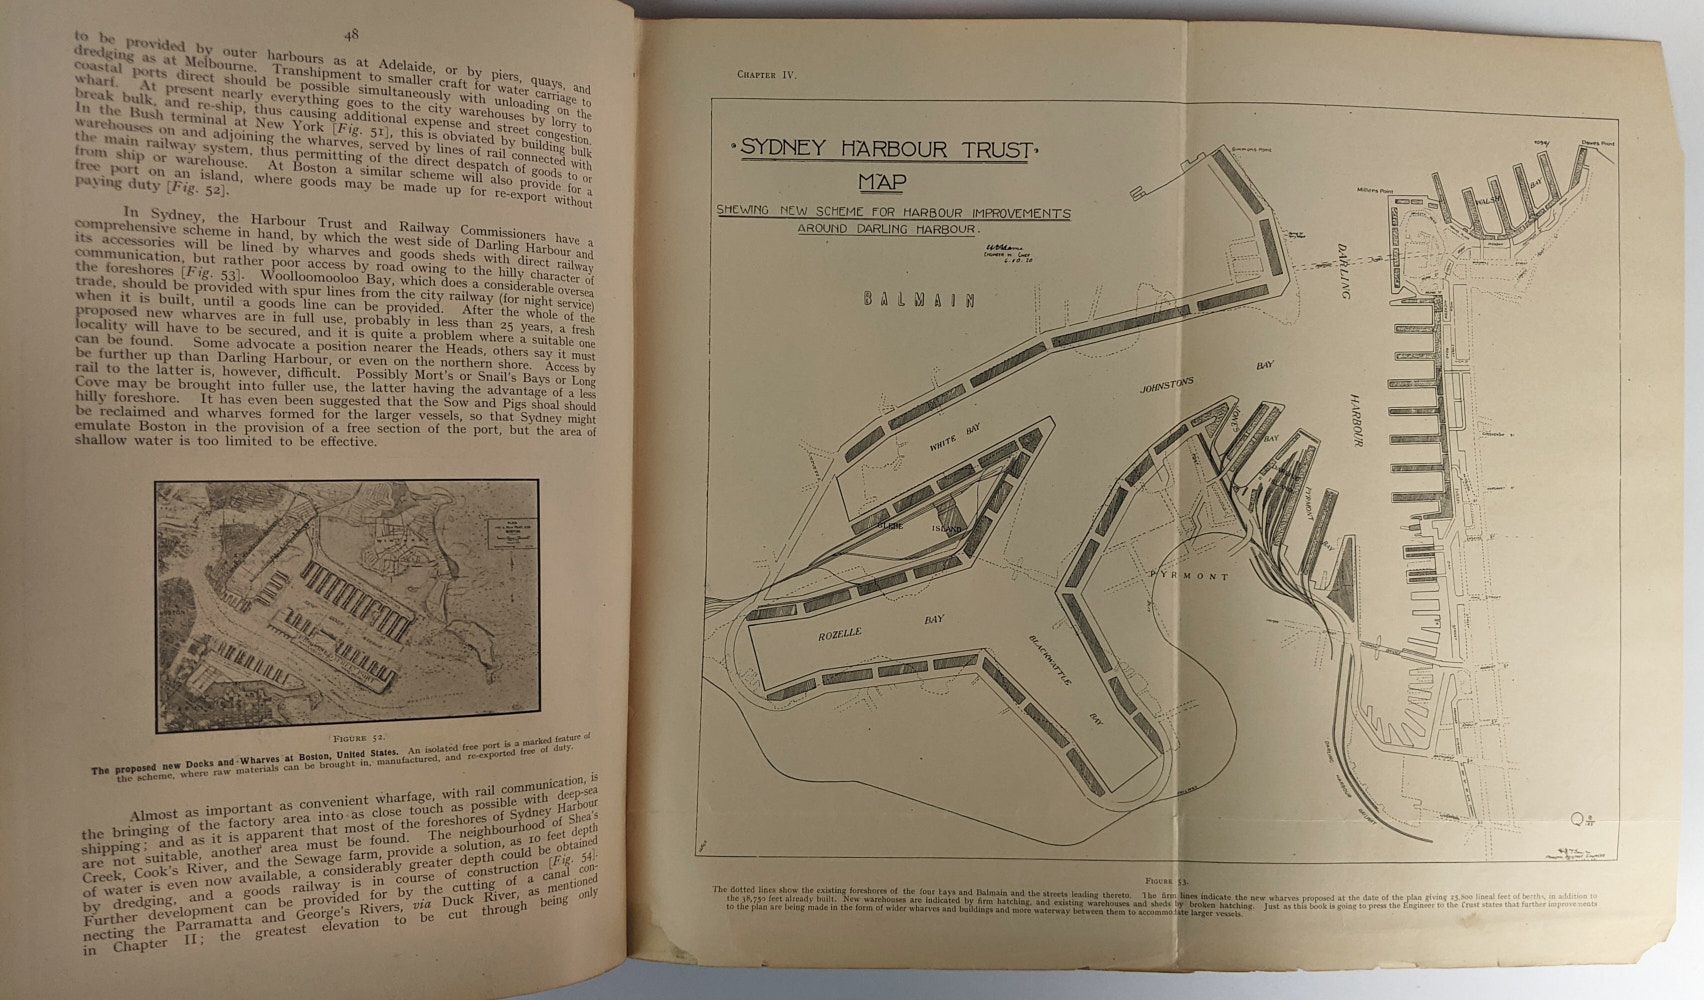 48
to be provided by outer harbours as at Adelaide, or by piers, quays, and
dredging as at Melbourne. Transhipment to smaller craft for water carriage to
coastal ports direct should be possible simultaneously with unloading on the
wharf. At present nearly everything goes to the city warehouses by lorry to
break bulk, and re-ship, thus causing additional expense and street congestion.
In the Bush terminal at New York [Fig. 51], this is obviated by building bulk
warehouses on and adjoining the wharves, served by lines of rail connected with
the main railway system, thus permitting of the direct despatch of goods to or
from ship or warehouse. At Boston a similar scheme will also provide for a
free port on an island, where goods may be made up for re-export without
paying duty [Fig. 52].
In Sydney, the Harbour Trust and Railway Commissioners have a
comprehensive scheme in hand, by which the west side of Darling Harbour and
its accessories will be lined by wharves and goods sheds with direct railway
communication, but rather poor access by road owing to the hilly character of
the foreshores [Fig. 53]. Woolloomooloo Bay, which does a considerable oversea
trade, should be provided with spur lines from the city railway (for night service)
when it is built, until a goods line can be provided. After the whole of the
proposed new wharves are in full use, probably in less than 25 years, a fresh
locality will have to be secured, and it is quite a problem where a suitable one
can be found. Some advocate a position nearer the Heads, others say it must
be further up than Darling Harbour, or even on the northern shore. Access by
rail to the latter is, however, difficult. Possibly Mort's or Snail's Bays or Long
Cove may be brought into fuller use, the latter having the advantage of a less
hilly foreshore. It has even been suggested that the Sow and Pigs shoal should
be reclaimed and wharves formed for the larger vessels, so that Sydney might
emulate Boston in the provision of a free section of the port, but the area of
shallow water is too limited to be effective.
FIGURE 52.
The proposed new Docks and Wharves at Boston, United States. An isolated free port is a marked feature of
the scheme, where raw materials can be brought in, manufactured, and re-exported free of duty.
Almost as important as convenient wharfage, with rail communication, is
the bringing of the factory area into as close touch as possible with deep-sea
shipping; and as it is apparent that most of the foreshores of Sydney Harbour
are not suitable, another area must be found. The neighbourhood of Shea's
Creek, Cook's River, and the Sewage farm, provide a solution, as 10 feet depth
of water is even now available, a considerably greater depth could be obtained
by dredging, and a goods railway is in course of construction [Fig. 54].
Further development can be provided for by the cutting of a canal con-
necting the Parramatta and George's Rivers, via Duck River, as mentioned
in Chapter II; the greatest elevation to be cut through being only
CHAPTER IV.
SYDNEY HARBOUR TRUST
MAP
SHEWING NEW SCHEME FOR HARBOUR IMPROVEMENTS
AROUND DARLING HARBOUR.
ENGINEER IN CHIEF
Simmons Point
Dawes Point
Millers Point
WALSH
BAY
DARLING
HARBOUR
BALMAIN
JOHNSTONS
BAY
WHITE BAY
JONES
BAY
PYRMONT
BAY
GLEBE ISLAND
PYRMONT
ROZELLE
BAY
BLACKWATTLE
BAY
DARLING HARBOUR RAILWAY
FIGURE 53.
The dotted lines show the existing foreshores of the four bays and Balmain and the streets leading thereto. The firm lines indicate the new wharves proposed at the date of the plan giving 23,800 lineal feet of berths, in addition to
the 38,750 feet already built. New warehouses are indicated by firm hatching, and existing warehouses and sheds by broken hatching. Just as this book is going to press the Engineer to the Trust states that further improvements
to the plan are being made in the form of wider wharves and buildings and more waterway between them to accommodate larger vessels.